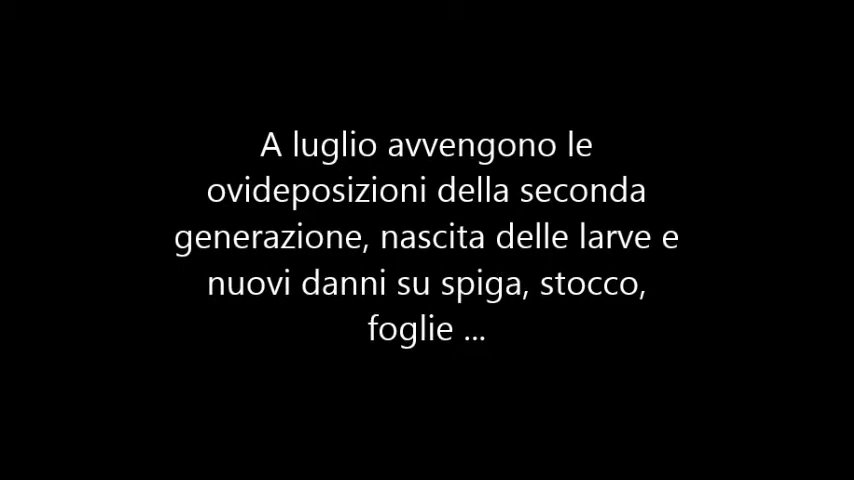 A luglio avvengono le
ovideposizioni della seconda
generazione, nascita delle larve e
nuovi danni su spiga, stocco,
foglie ...